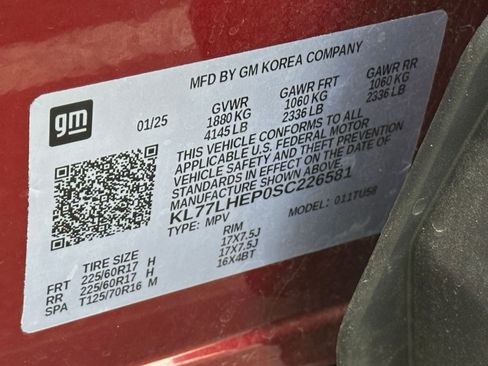 MFD BY GM KOREA COMPANY
gm
01/25
GVWR GAWR FRT GAWR RR
1880 KG 1060 KG 1060 KG
4145 LB 2336 LB 2336 LB
THIS VEHICLE CONFORMS TO ALL
APPLICABLE U.S. FEDERAL MOTOR
VEHICLE SAFETY AND THEFT PREVENTION
STANDARDS IN EFFECT ON THE DATE OF
MANUFACTURE SHOWN ABOVE.
KL77LHEP0SC226581
TYPE: MPV MODEL: 011TU58
TIRE SIZE RIM
FRT 225/60R17 H 17X7.5J
RR 225/60R17 H 17X7.5J
SPA T125/70R16 M 16X4BT